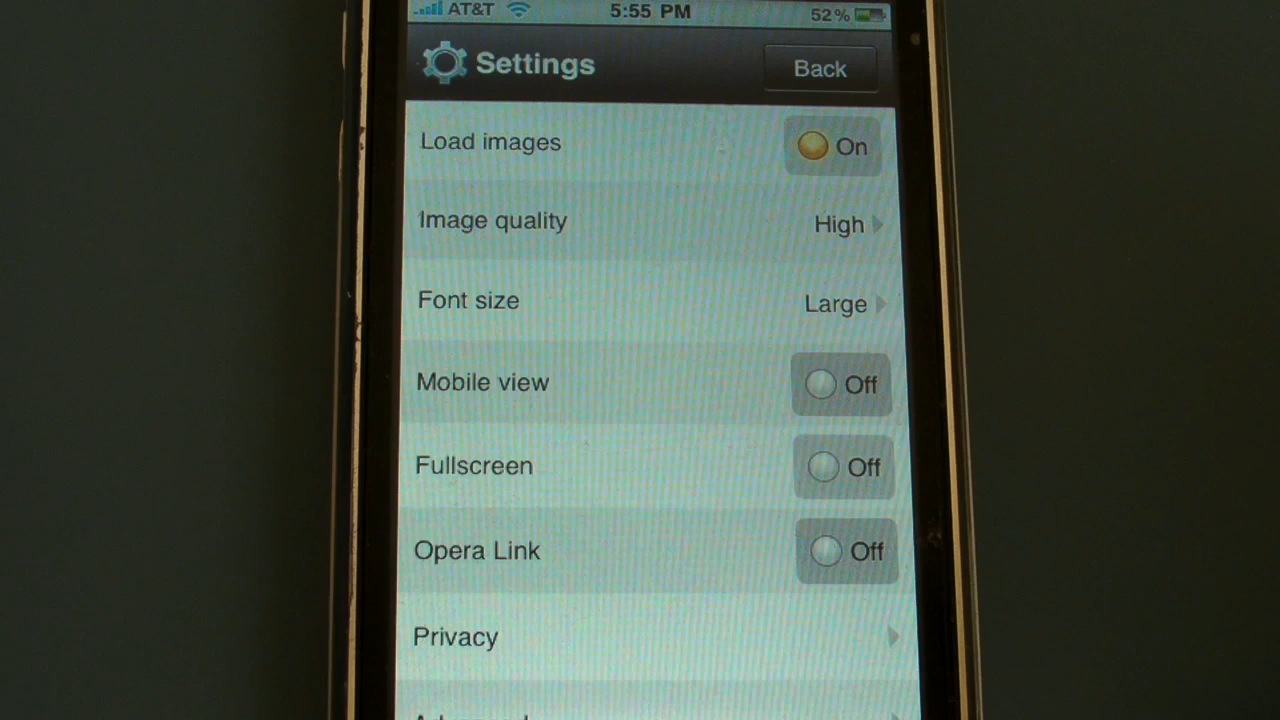 AT&T 5:55 PM 52%
Settings Back
Load images On
Image quality High
Font size Large
Mobile view Off
Fullscreen Off
Opera Link Off
Privacy